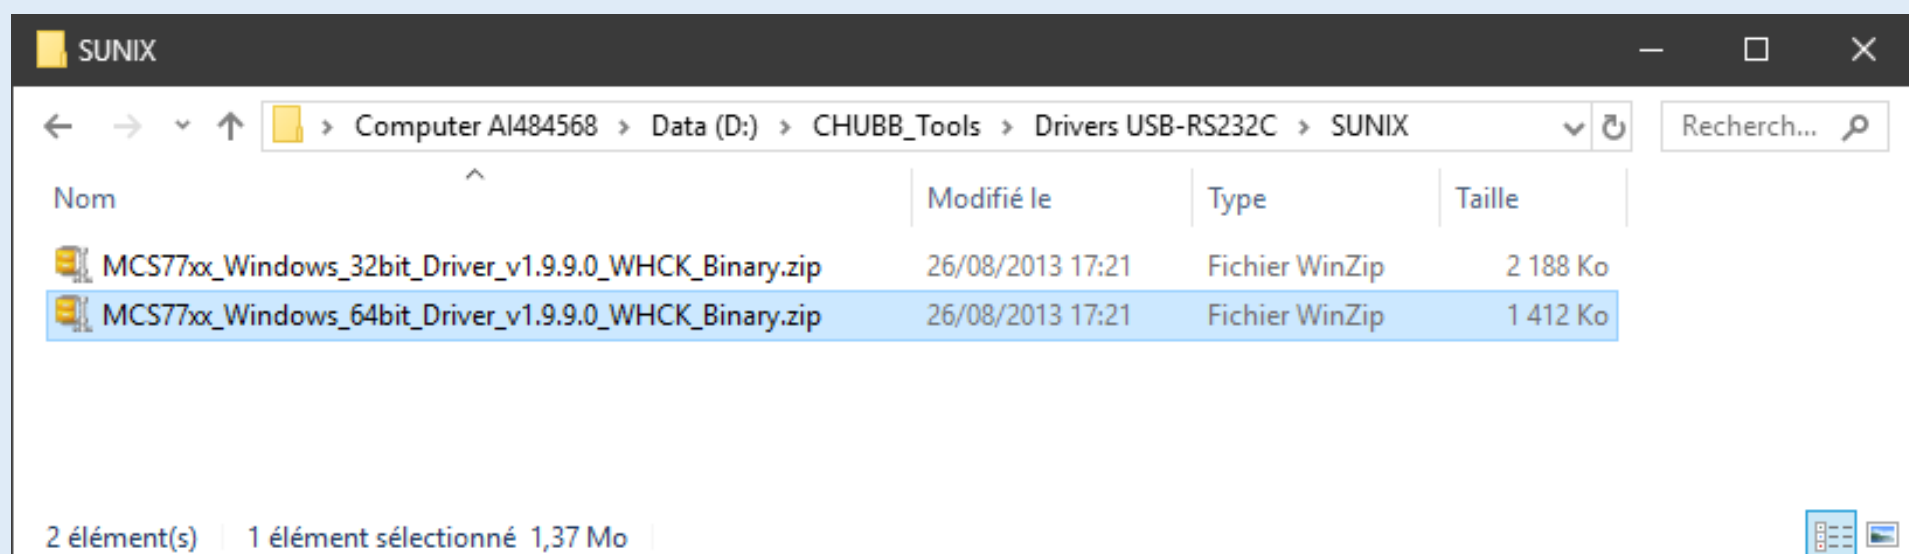 SUNIX
Computer AI484568 > Data (D:) > CHUBB_Tools > Drivers USB-RS232C > SUNIX Recherch...
Nom Modifié le Type Taille
MCS77xx_Windows_32bit_Driver_v1.9.9.0_WHCK_Binary.zip 26/08/2013 17:21 Fichier WinZip 2 188 Ko
MCS77xx_Windows_64bit_Driver_v1.9.9.0_WHCK_Binary.zip 26/08/2013 17:21 Fichier WinZip 1 412 Ko
2 élément(s) 1 élément sélectionné 1,37 Mo